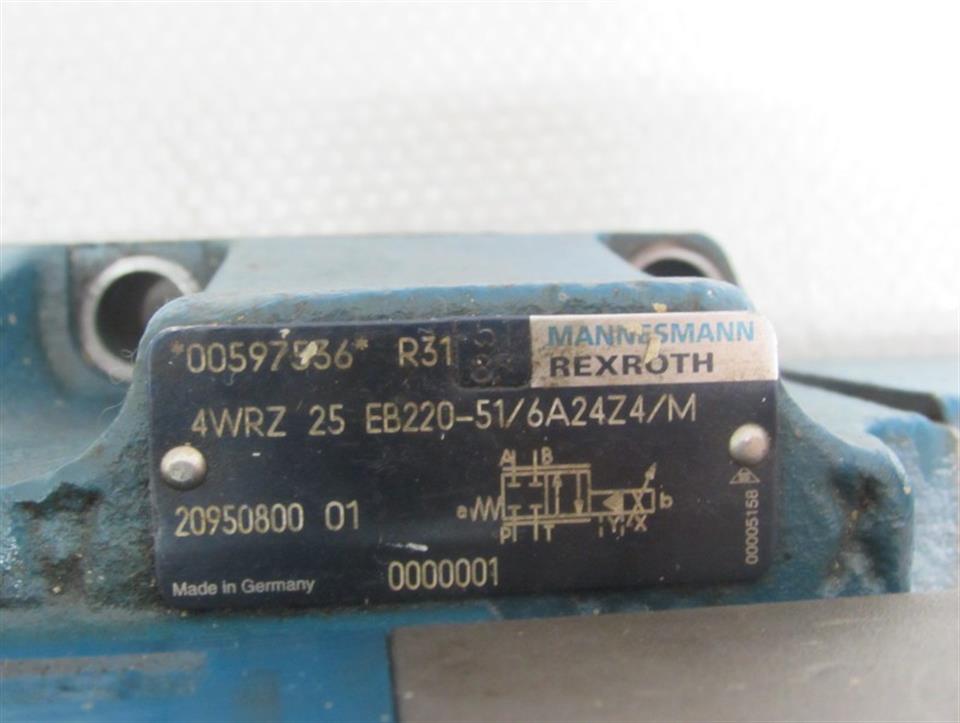 *00597536* R31
MANNESMANN
REXROTH
4WRZ 25 EB220-51/6A24Z4/M
A B
a b
P T Y X
20950800 01
00005158
Made in Germany
0000001